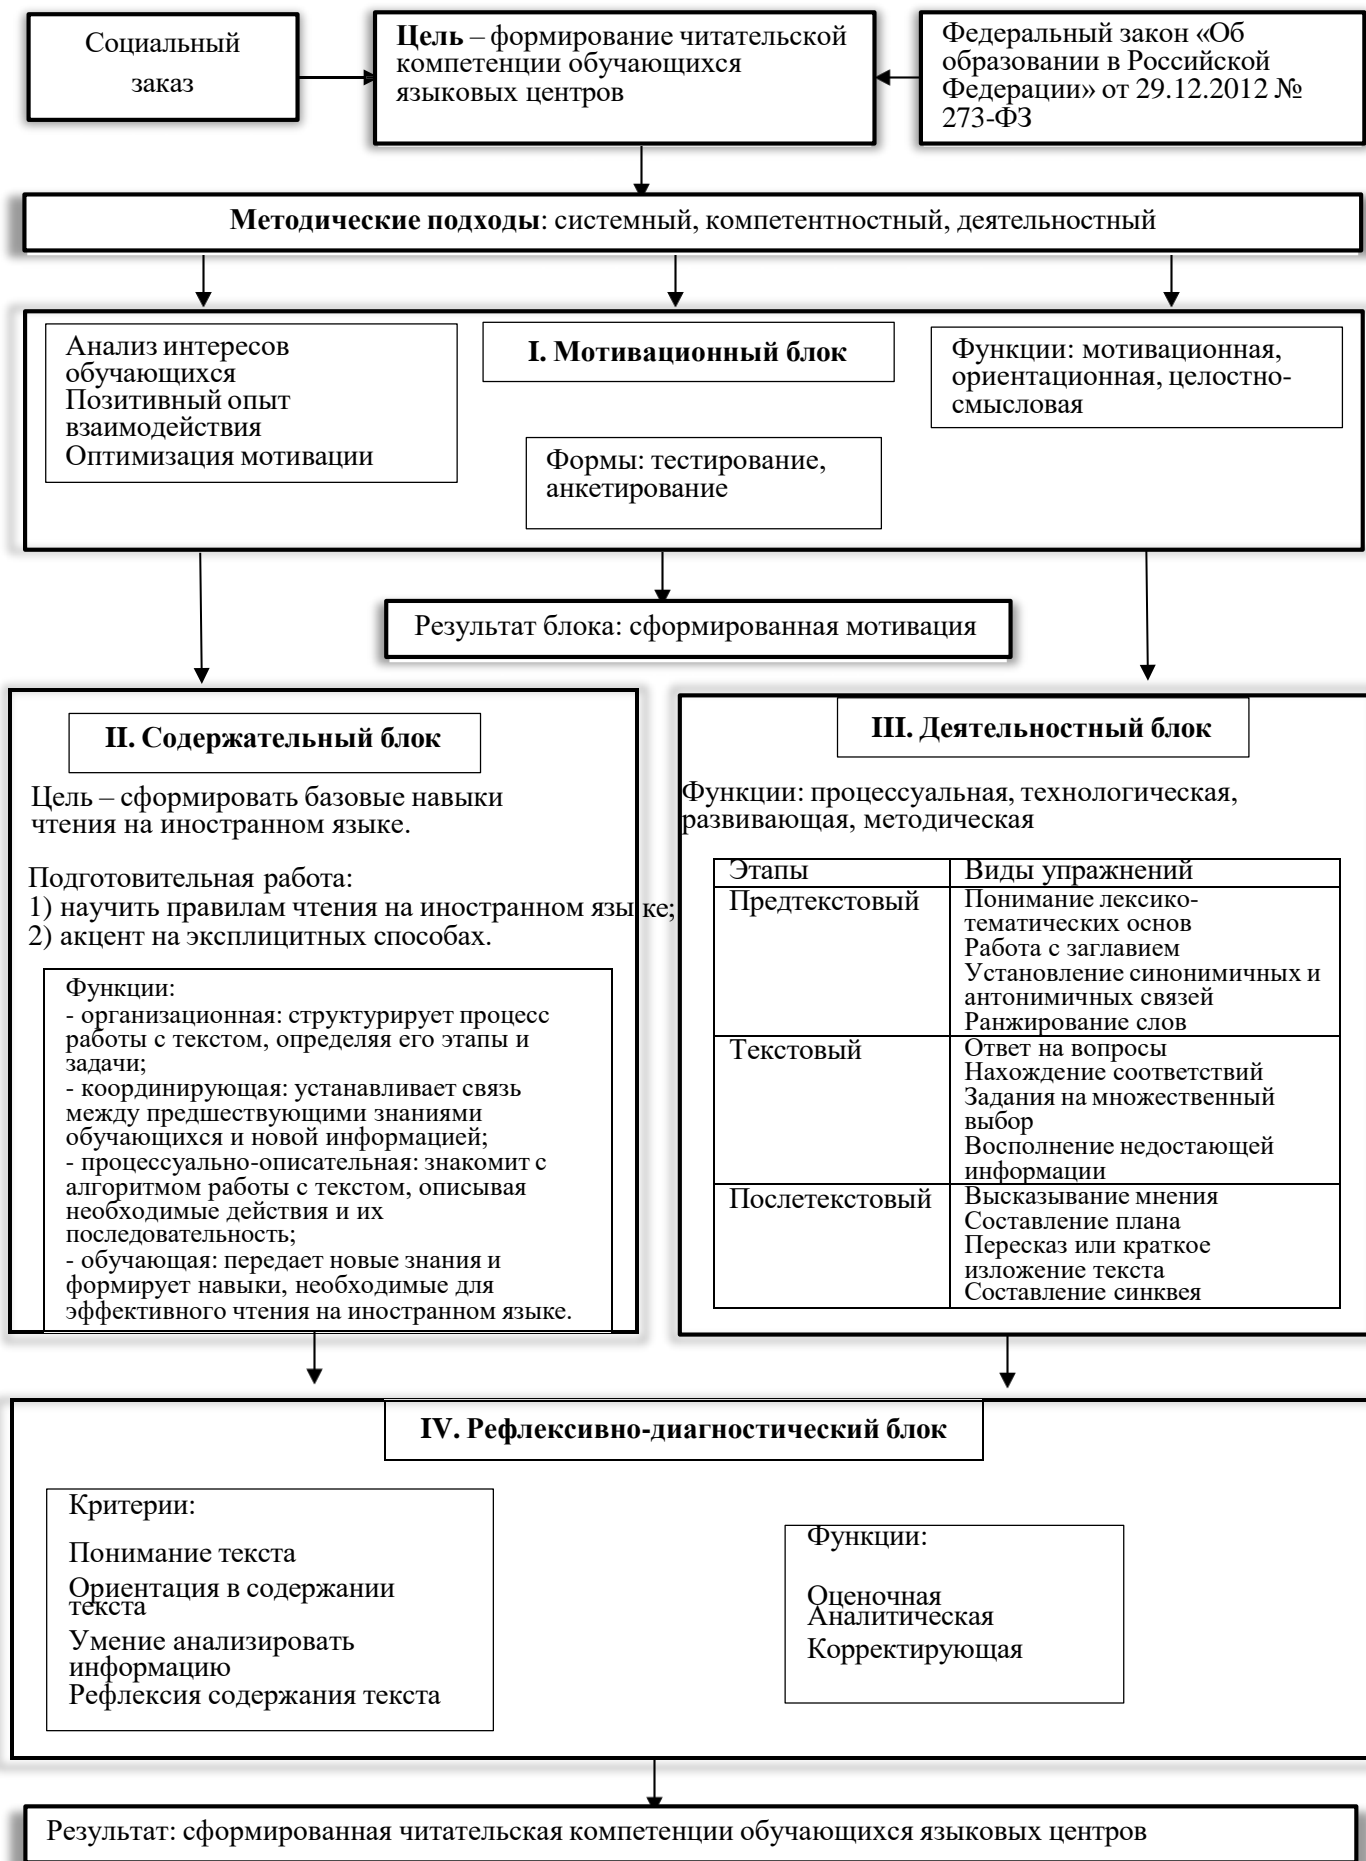 Социальный
заказ
Цель – формирование читательской
компетенции обучающихся
языковых центров
Федеральный закон «Об
образовании в Российской
Федерации» от 29.12.2012 №
273-ФЗ
Методические подходы: системный, компетентностный, деятельностный
Анализ интересов
обучающихся
Позитивный опыт
взаимодействия
Оптимизация мотивации
I. Мотивационный блок
Формы: тестирование,
анкетирование
Функции: мотивационная,
ориентационная, целостно-
смысловая
Результат блока: сформированная мотивация
II. Содержательный блок
Цель – сформировать базовые навыки
чтения на иностранном языке.
Подготовительная работа:
1) научить правилам чтения на иностранном языке;
2) акцент на эксплицитных способах.
Функции:
- организационная: структурирует процесс
работы с текстом, определяя его этапы и
задачи;
- координирующая: устанавливает связь
между предшествующими знаниями
обучающихся и новой информацией;
- процессуально-описательная: знакомит с
алгоритмом работы с текстом, описывая
необходимые действия и их
последовательность;
- обучающая: передает новые знания и
формирует навыки, необходимые для
эффективного чтения на иностранном языке.
III. Деятельностный блок
Функции: процессуальная, технологическая,
развивающая, методическая
Этапы Виды упражнений
Предтекстовый Понимание лексико-
тематических основ
Работа с заглавием
Установление синонимичных и
антонимичных связей
Ранжирование слов
Текстовый Ответ на вопросы
Нахождение соответствий
Задания на множественный
выбор
Восполнение недостающей
информации
Послетекстовый Высказывание мнения
Составление плана
Пересказ или краткое
изложение текста
Составление синквея
IV. Рефлексивно-диагностический блок
Критерии:
Понимание текста
Ориентация в содержании
текста
Умение анализировать
информацию
Рефлексия содержания текста
Функции:
Оценочная
Аналитическая
Корректирующая
Результат: сформированная читательская компетенции обучающихся языковых центров